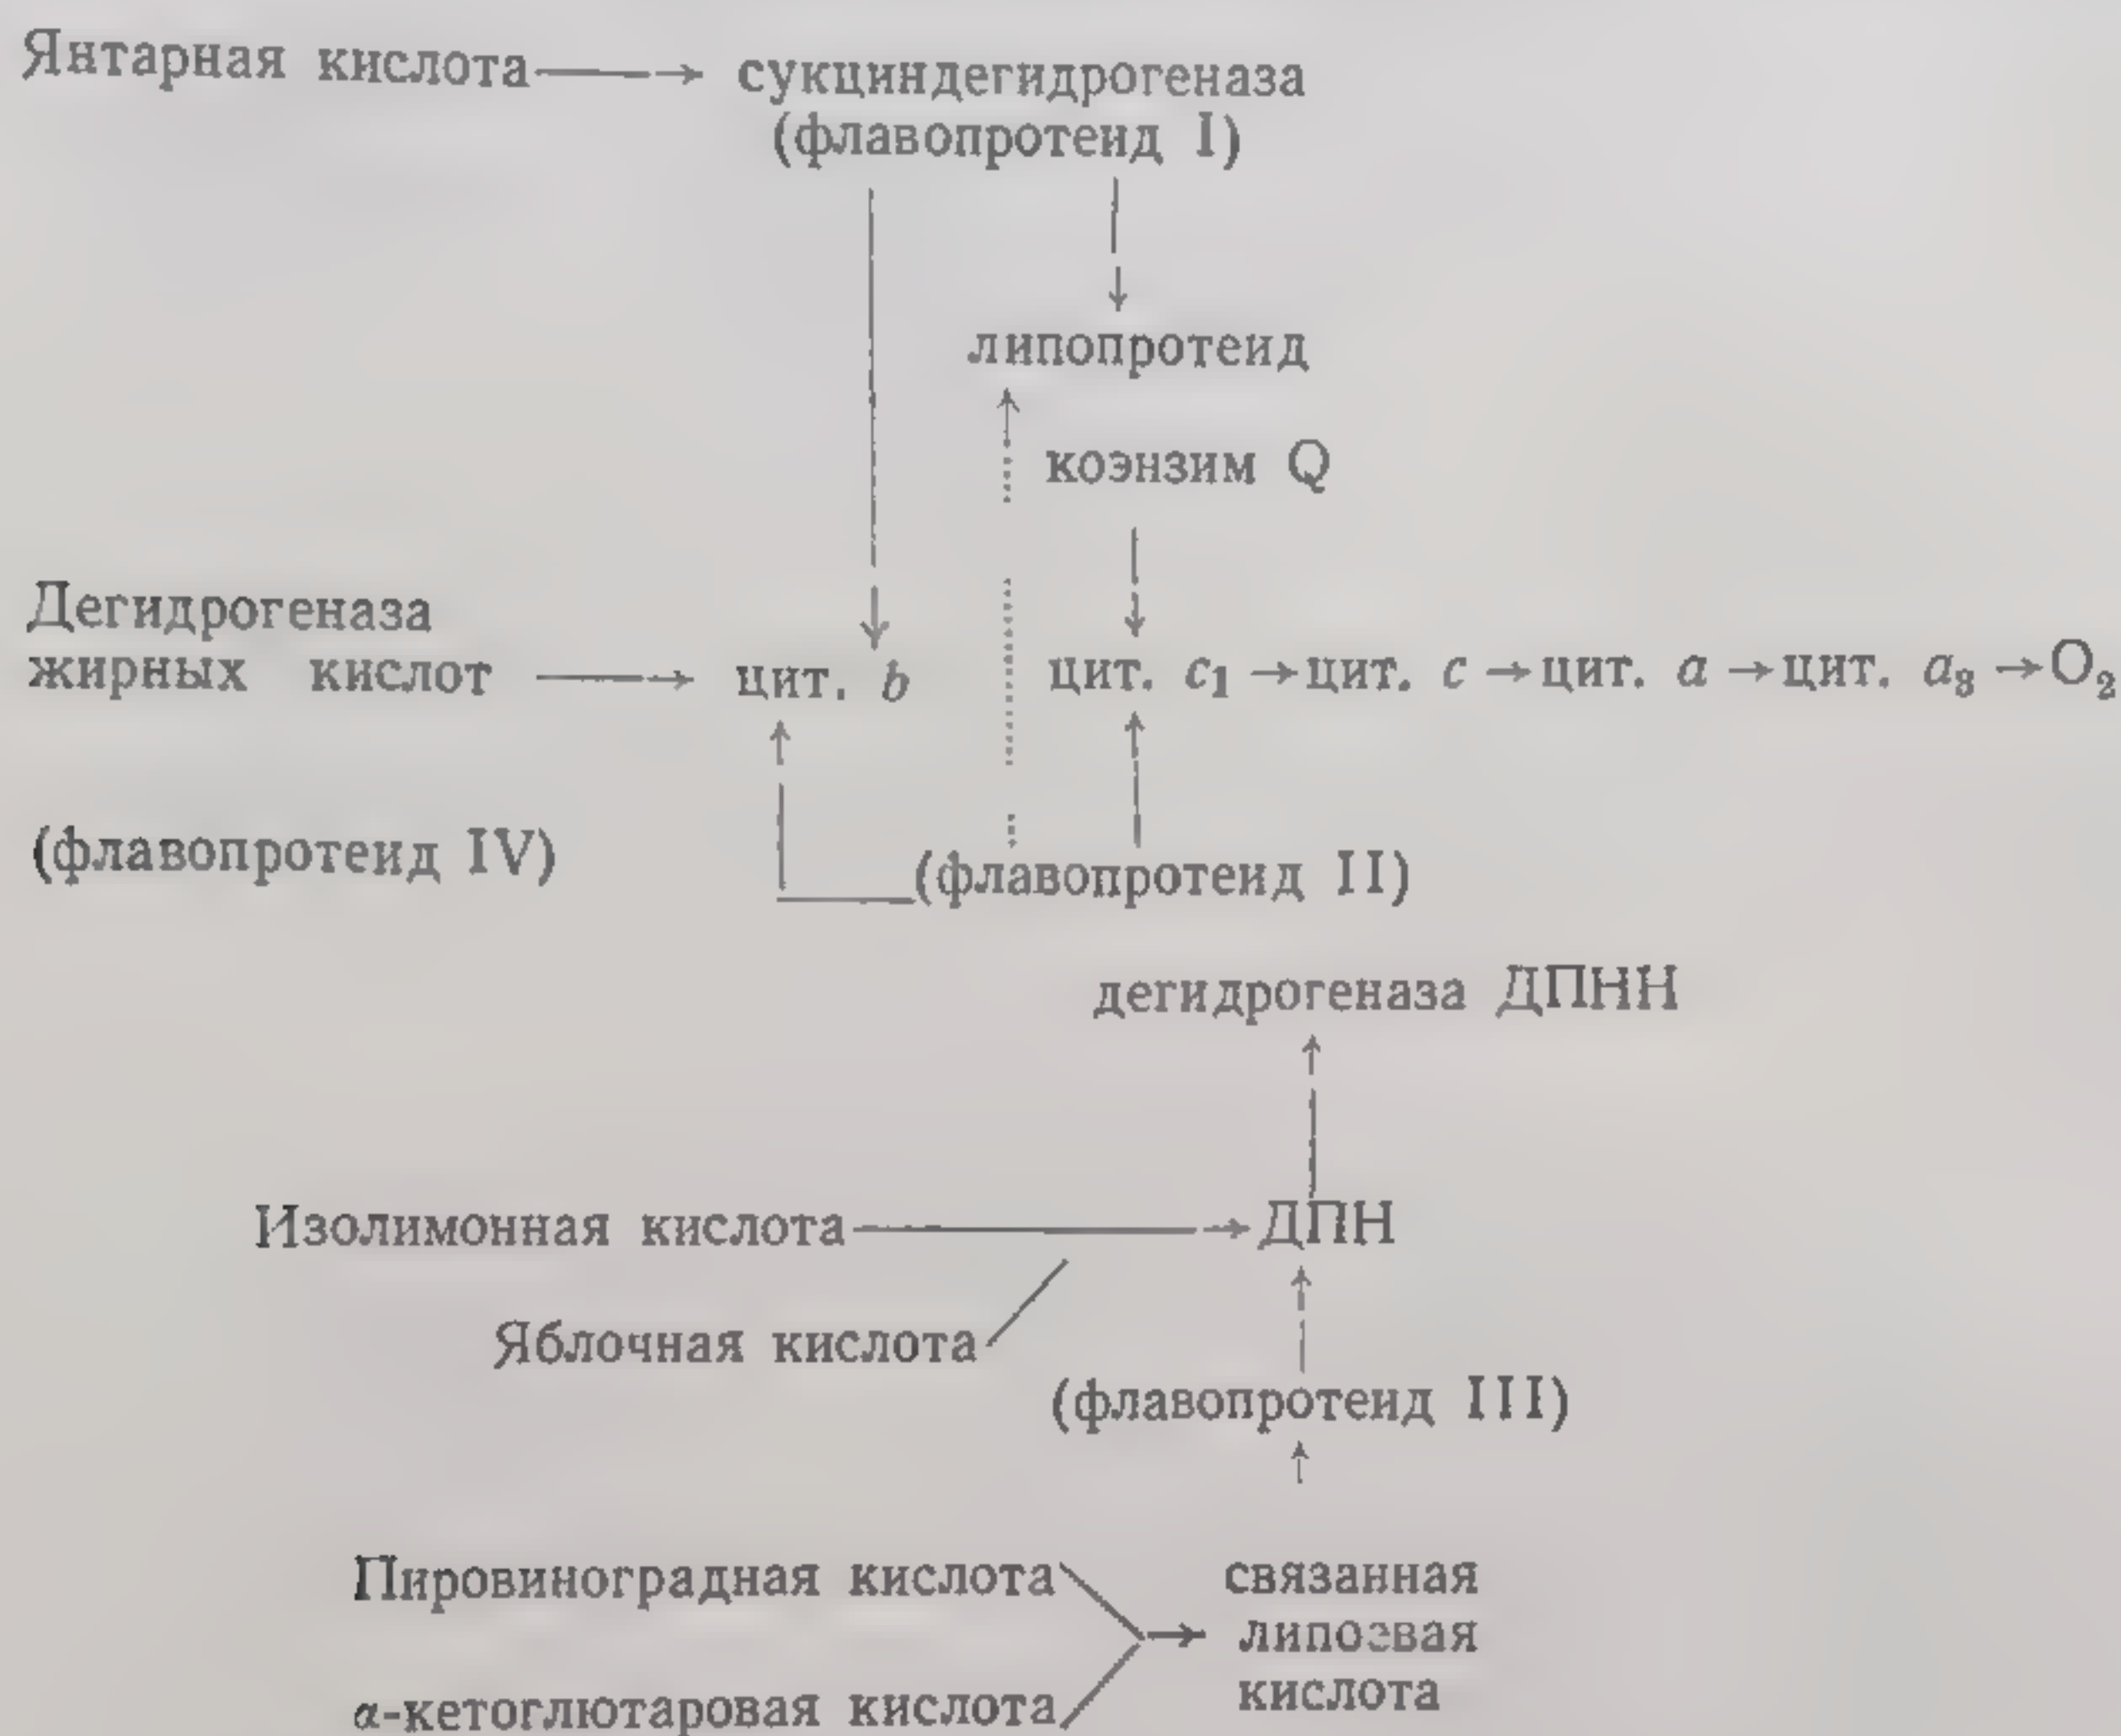 Янтарная кислота → сукциндегидрогеназа
(флавопротеид I)
липопротеид
коэнзим Q
Дегидрогеназа
жирных кислот → цит. b цит. c₁ → цит. c → цит. a → цит. a₃ → O₂
(флавопротеид IV)
(флавопротеид II)
дегидрогеназа ДПНН
Изолимонная кислота → ДПН
Яблочная кислота
(флавопротеид III)
Пировиноградная кислота
связанная
липоевая
кислота
α-кетоглютаровая кислота